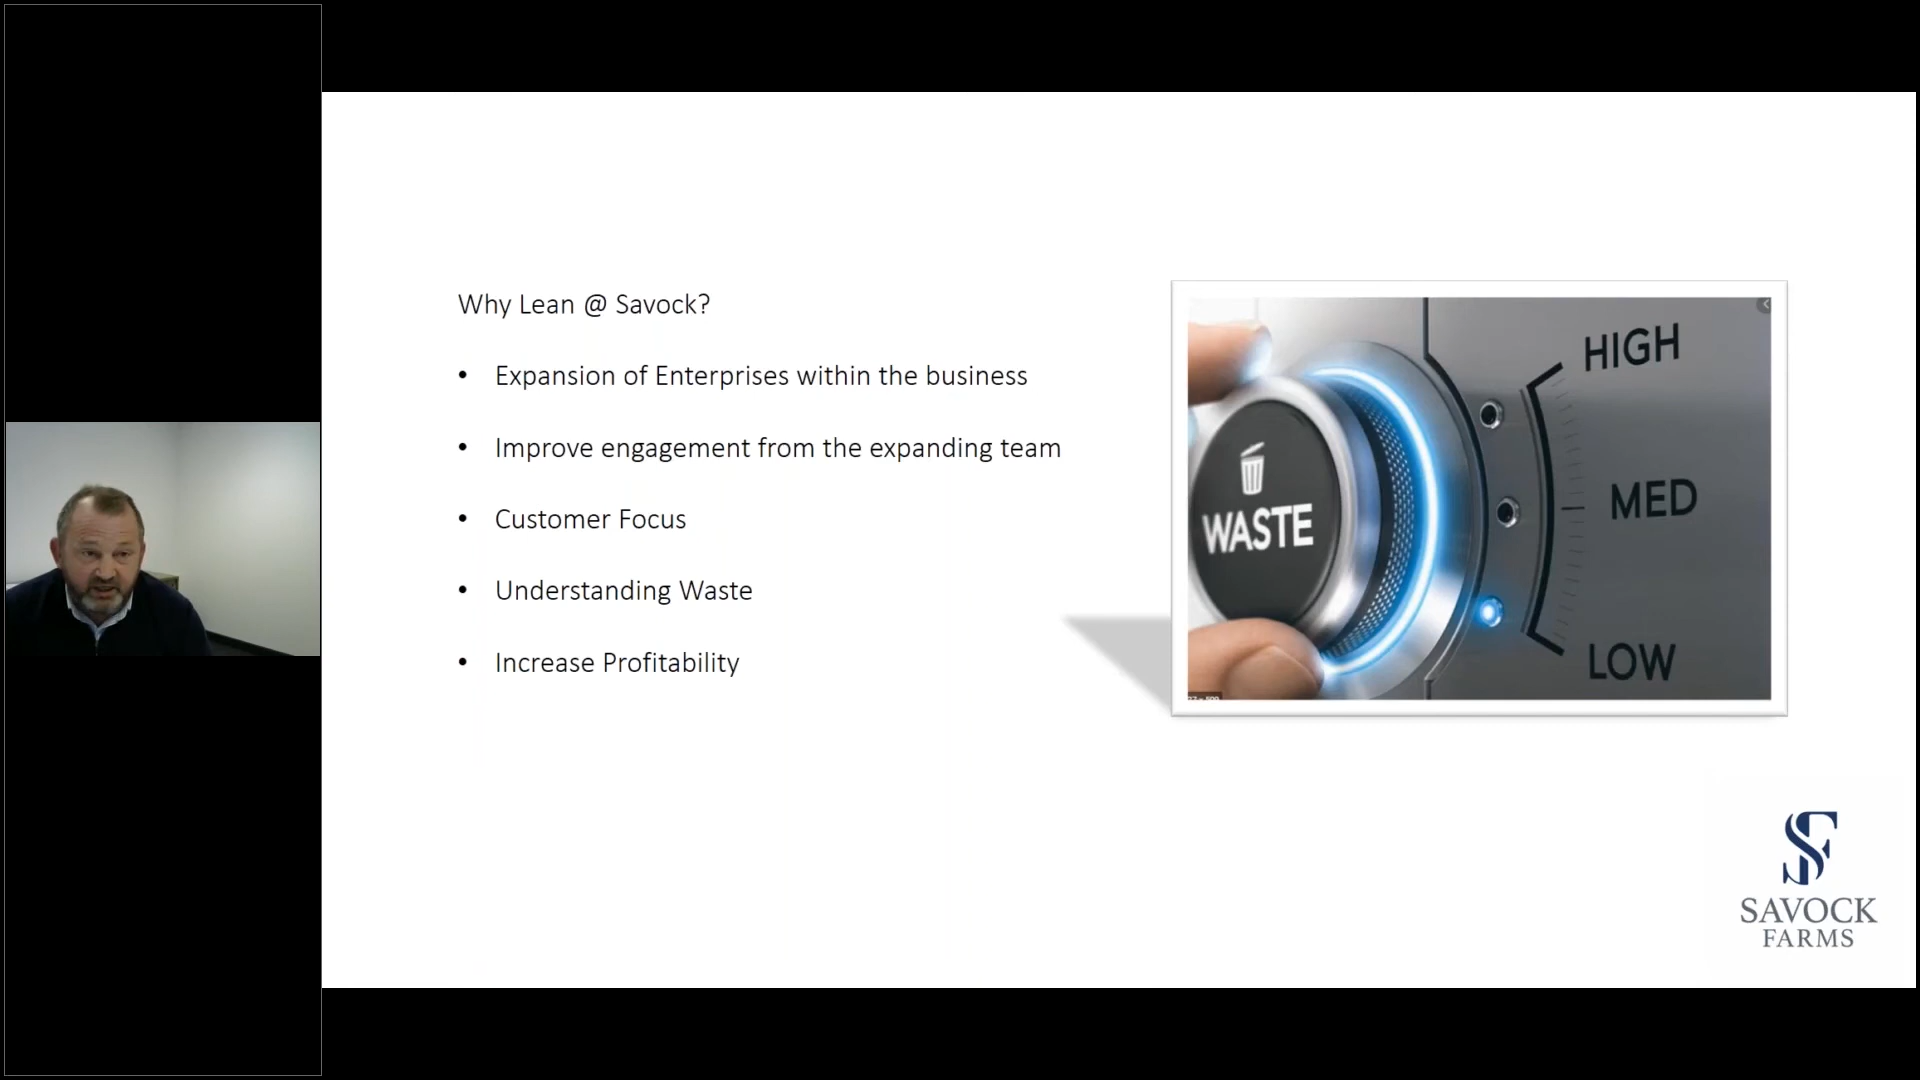 Why Lean @ Savock?
• Expansion of Enterprises within the business
• Improve engagement from the expanding team
• Customer Focus
• Understanding Waste
• Increase Profitability
WASTE
HIGH
MED
LOW
SAVOCK
FARMS